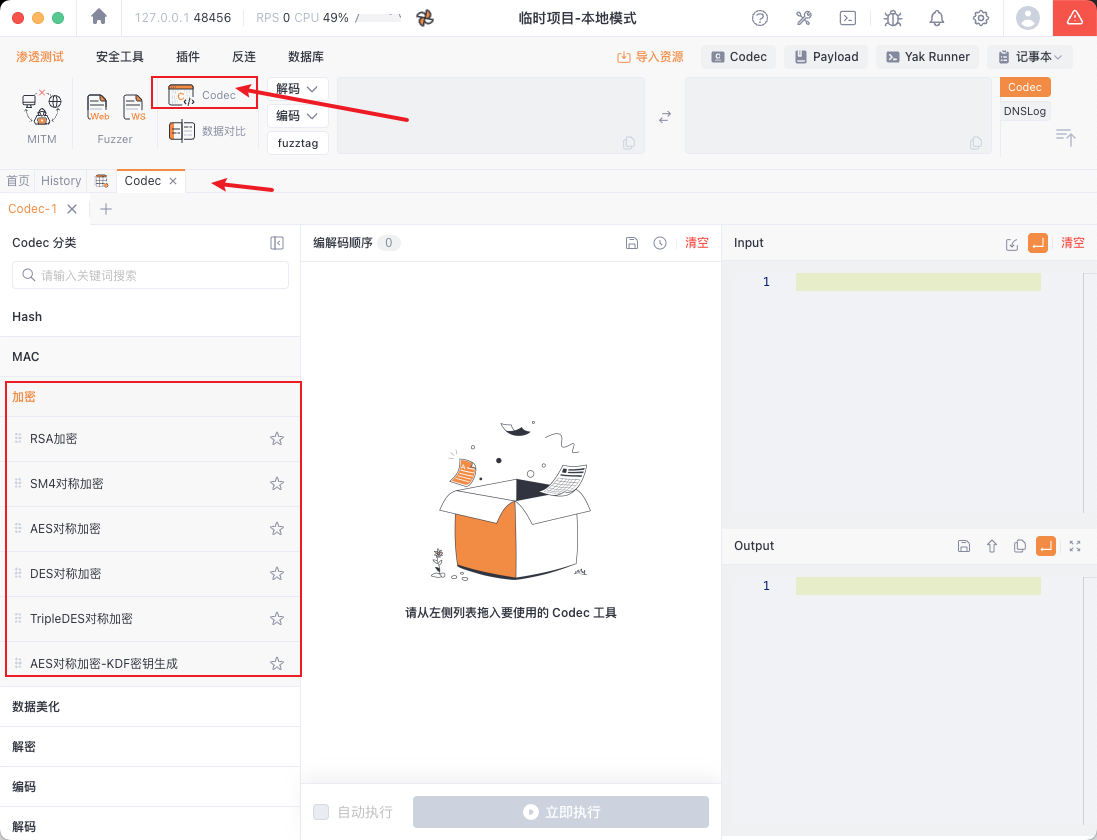 127.0.0.1 48456 RPS 0 CPU 49% 临时项目-本地模式
渗透测试 安全工具 插件 反连 数据库 导入资源 Codec Payload Yak Runner 记事本
Web WS Codec 解码 Codec
编码 DNSLog
MITM Fuzzer 数据对比 fuzztag
首页 History Codec
Codec-1
Codec 分类 编解码顺序 0 清空 Input 清空
请输入关键词搜索
1
Hash
MAC
加密
RSA加密
SM4对称加密
AES对称加密
DES对称加密
Output
1
TripleDES对称加密
请从左侧列表拖入要使用的 Codec 工具
AES对称加密-KDF密钥生成
数据美化
解密
编码
自动执行 立即执行
解码